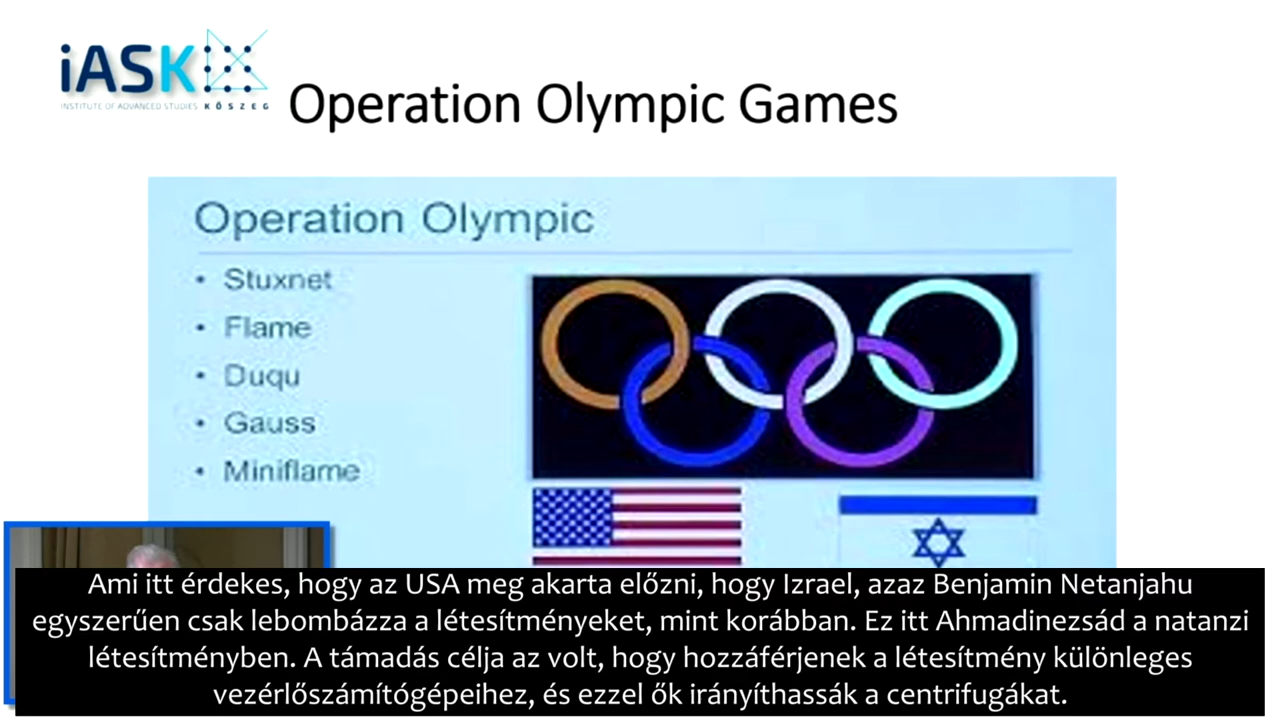 iASK
INSTITUTE OF ADVANCED STUDIES KŐSZEG
Operation Olympic Games
Operation Olympic
• Stuxnet
• Flame
• Duqu
• Gauss
• Miniflame
Ami itt érdekes, hogy az USA meg akarta előzni, hogy Izrael, azaz Benjamin Netanjahu
egyszerűen csak lebombázza a létesítményeket, mint korábban. Ez itt Ahmadinezsád a natanzi
létesítményben. A támadás célja az volt, hogy hozzáférjenek a létesítmény különleges
vezérlőszámítógépeihez, és ezzel ők irányíthassák a centrifugákat.